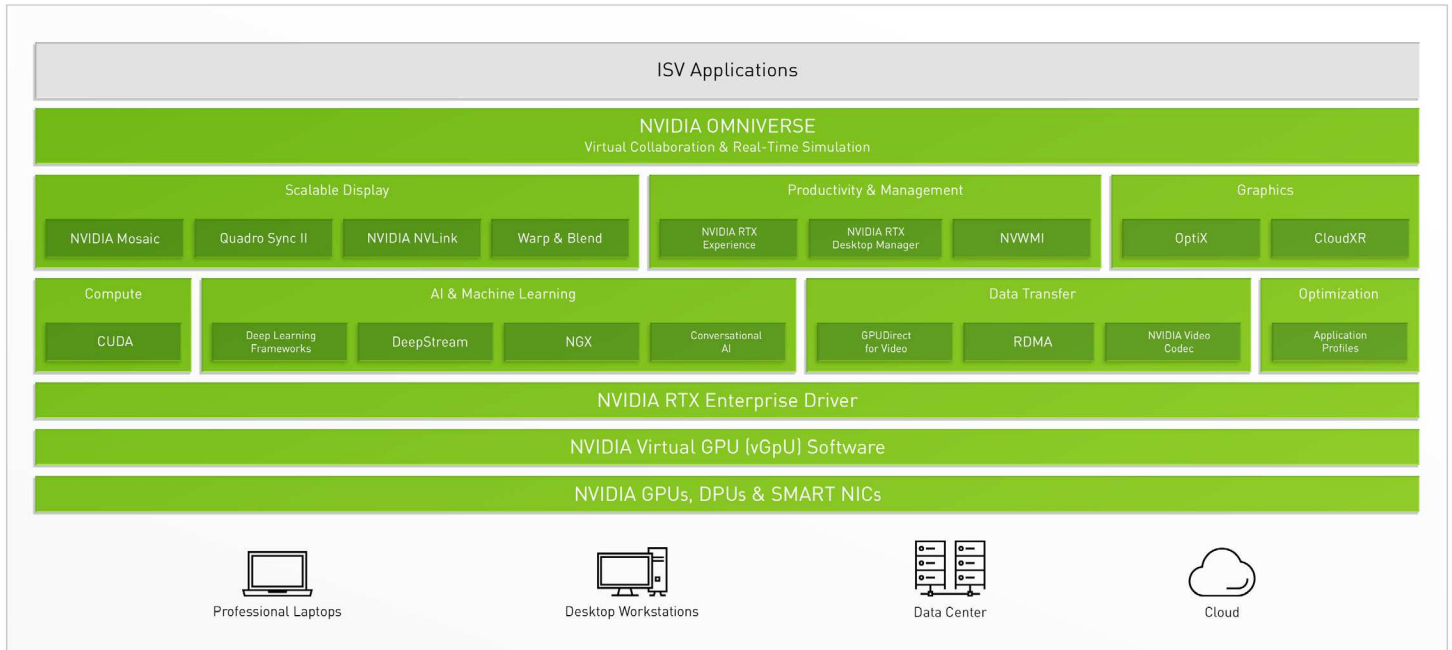 ISV Applications
NVIDIA OMNIVERSE
Virtual Collaboration & Real-Time Simulation
Scalable Display
NVIDIA Mosaic
Quadro Sync II
NVIDIA NVLink
Warp & Blend
Productivity & Management
NVIDIA RTX
Experience
NVIDIA RTX
Desktop Manager
NVWMI
Graphics
OptiX
CloudXR
Compute
CUDA
AI & Machine Learning
Deep Learning
Frameworks
DeepStream
NGX
Conversational
AI
Data Transfer
GPUDirect
for Video
RDMA
NVIDIA Video
Codec
Optimization
Application
Profiles
NVIDIA RTX Enterprise Driver
NVIDIA Virtual GPU (vGpU) Software
NVIDIA GPUs, DPUs & SMART NICs
Professional Laptops
Desktop Workstations
Data Center
Cloud